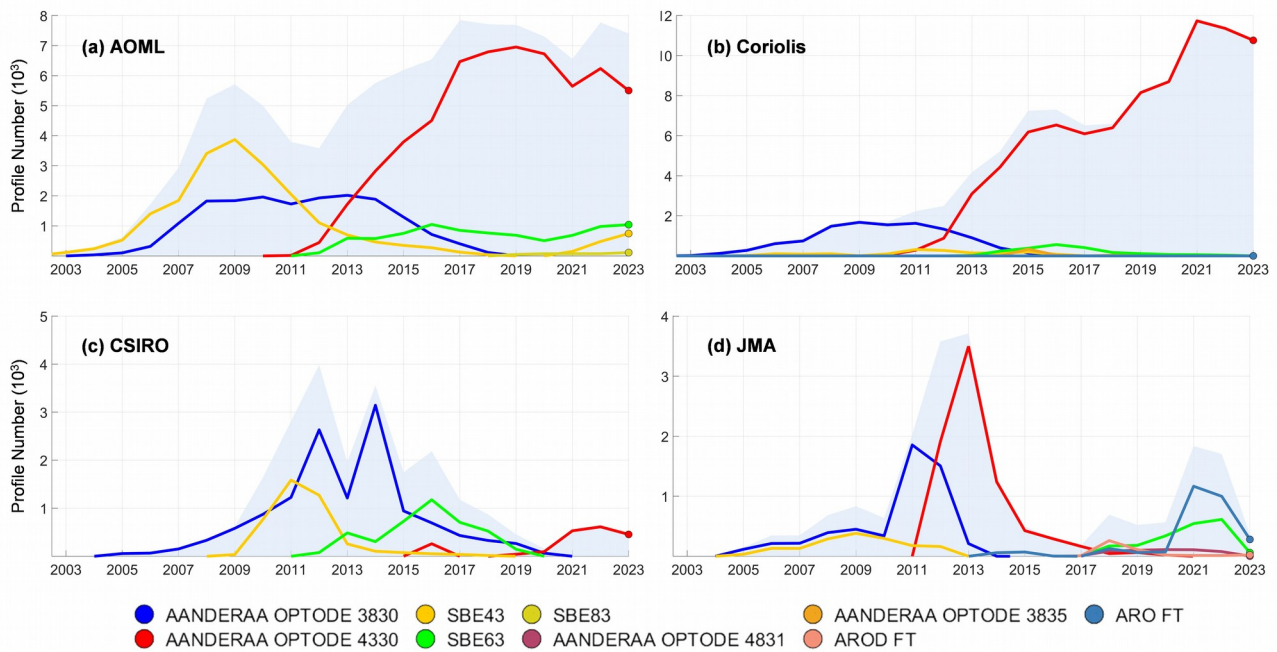 (a) AOML
Profile Number (10³)
8
7
6
5
4
3
2
1
2003 2005 2007 2009 2011 2013 2015 2017 2019 2021 2023
(b) Coriolis
12
10
8
6
4
2
2003 2005 2007 2009 2011 2013 2015 2017 2019 2021 2023
(c) CSIRO
Profile Number (10³)
5
4
3
2
1
2003 2005 2007 2009 2011 2013 2015 2017 2019 2021 2023
(d) JMA
4
3
2
1
2003 2005 2007 2009 2011 2013 2015 2017 2019 2021 2023
AANDERAA OPTODE 3830 SBE43 SBE83 AANDERAA OPTODE 3835 ARO FT
AANDERAA OPTODE 4330 SBE63 AANDERAA OPTODE 4831 AROD FT